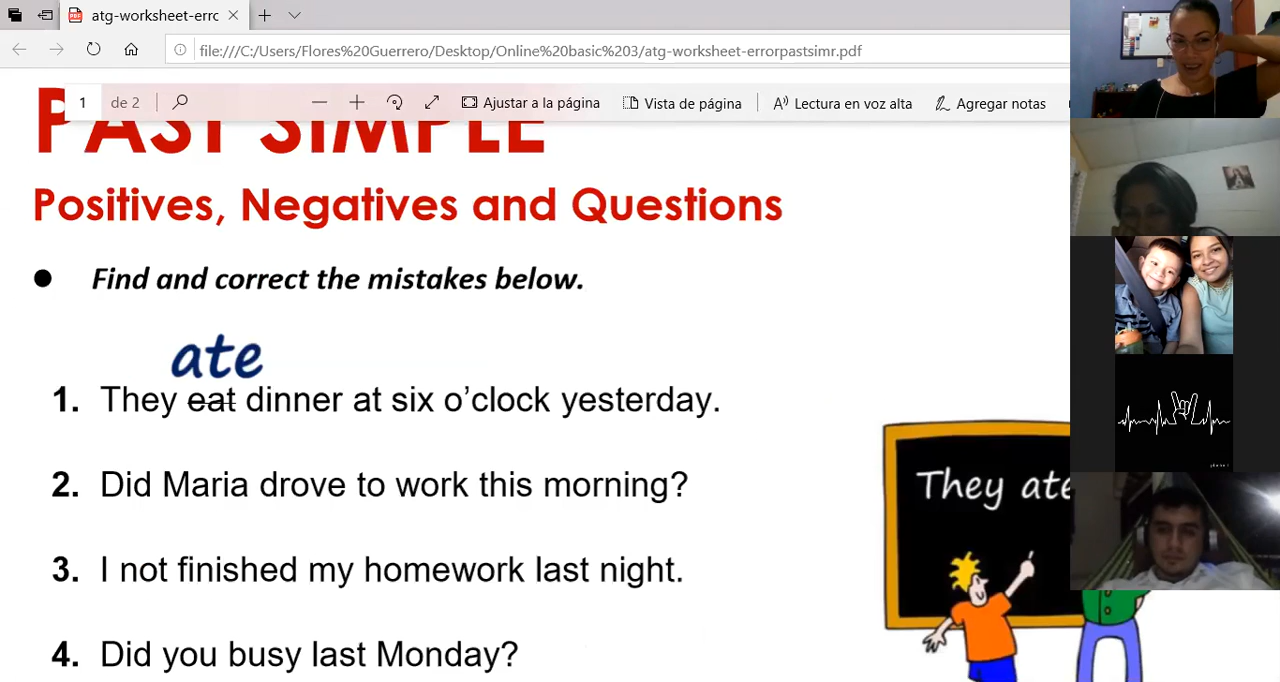 atg-worksheet-errc
file:///C:/Users/Flores%20Guerrero/Desktop/Online%20basic%203/atg-worksheet-errorpastsimr.pdf
1 de 2 Ajustar a la página Vista de página Lectura en voz alta Agregar notas
PAST SIMPLE
Positives, Negatives and Questions
Find and correct the mistakes below.
ate
1. They eat dinner at six o'clock yesterday.
They ate
2. Did Maria drove to work this morning?
3. I not finished my homework last night.
4. Did you busy last Monday?